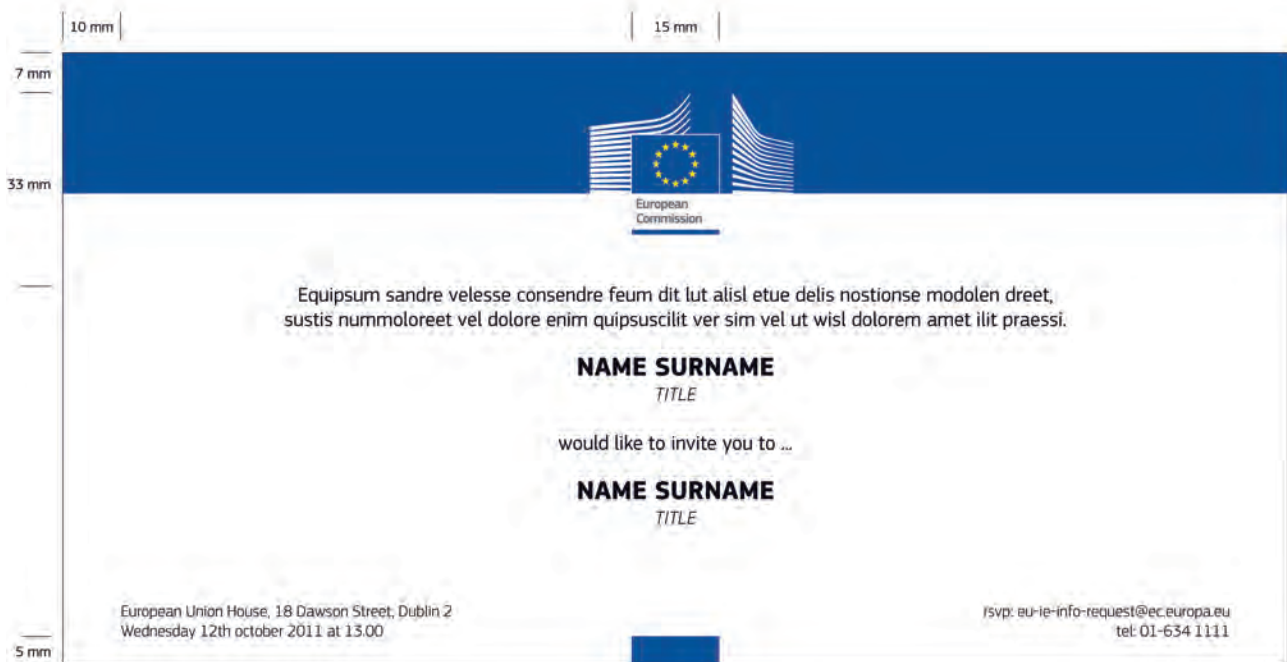 10 mm
15 mm
7 mm
33 mm
European
Commission
Equipsum sandre velesse consendre feum dit lut alisl etue delis nostionse modolen dreet,
sustis nummoloreet vel dolore enim quipsuscilit ver sim vel ut wisl dolorem amet ilit praessi.
NAME SURNAME
TITLE
would like to invite you to ...
NAME SURNAME
TITLE
European Union House, 18 Dawson Street, Dublin 2
Wednesday 12th october 2011 at 13.00
rsvp: eu-ie-info-request@ec.europa.eu
tel: 01-634 1111
5 mm